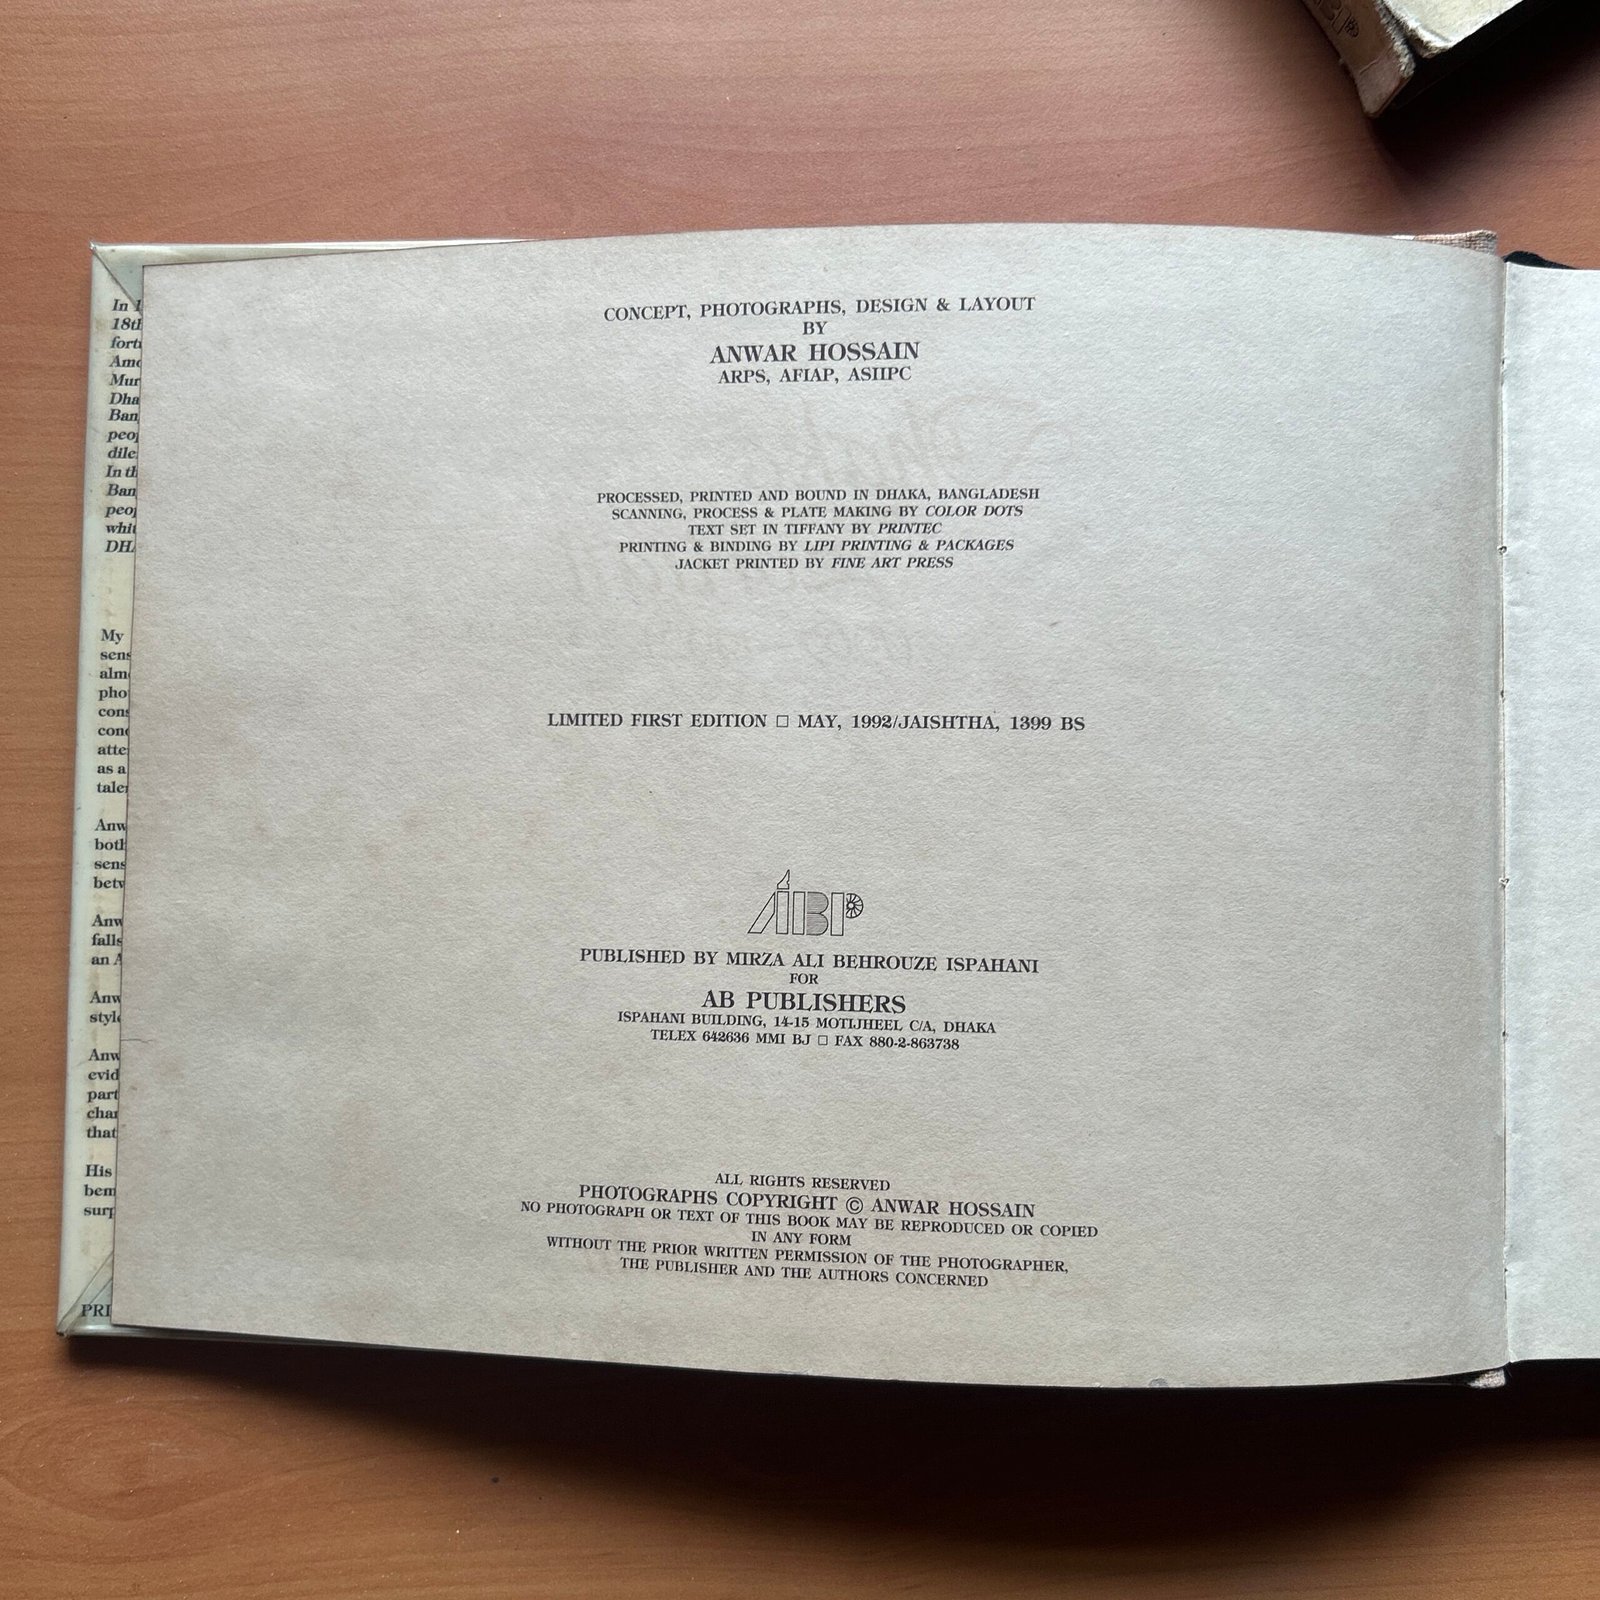 In
18th
CONCEPT, PHOTOGRAPHS, DESIGN & LAYOUT
BY
ANWAR HOSSAIN
ARPS, AFIAP, ASIIPC
PROCESSED, PRINTED AND BOUND IN DHAKA, BANGLADESH
SCANNING, PROCESS & PLATE MAKING BY COLOR DOTS
TEXT SET IN TIFFANY BY PRINTEC
PRINTING & BINDING BY LIPI PRINTING & PACKAGES
JACKET PRINTED BY FINE ART PRESS
LIMITED FIRST EDITION □ MAY, 1992/JAISHTHA, 1399 BS
ABP
PUBLISHED BY MIRZA ALI BEHROUZE ISPAHANI
FOR
AB PUBLISHERS
ISPAHANI BUILDING, 14-15 MOTIJHEEL C/A, DHAKA
TELEX 642636 MMI BJ □ FAX 880-2-863738
ALL RIGHTS RESERVED
PHOTOGRAPHS COPYRIGHT © ANWAR HOSSAIN
NO PHOTOGRAPH OR TEXT OF THIS BOOK MAY BE REPRODUCED OR COPIED
IN ANY FORM
WITHOUT THE PRIOR WRITTEN PERMISSION OF THE PHOTOGRAPHER,
THE PUBLISHER AND THE AUTHORS CONCERNED